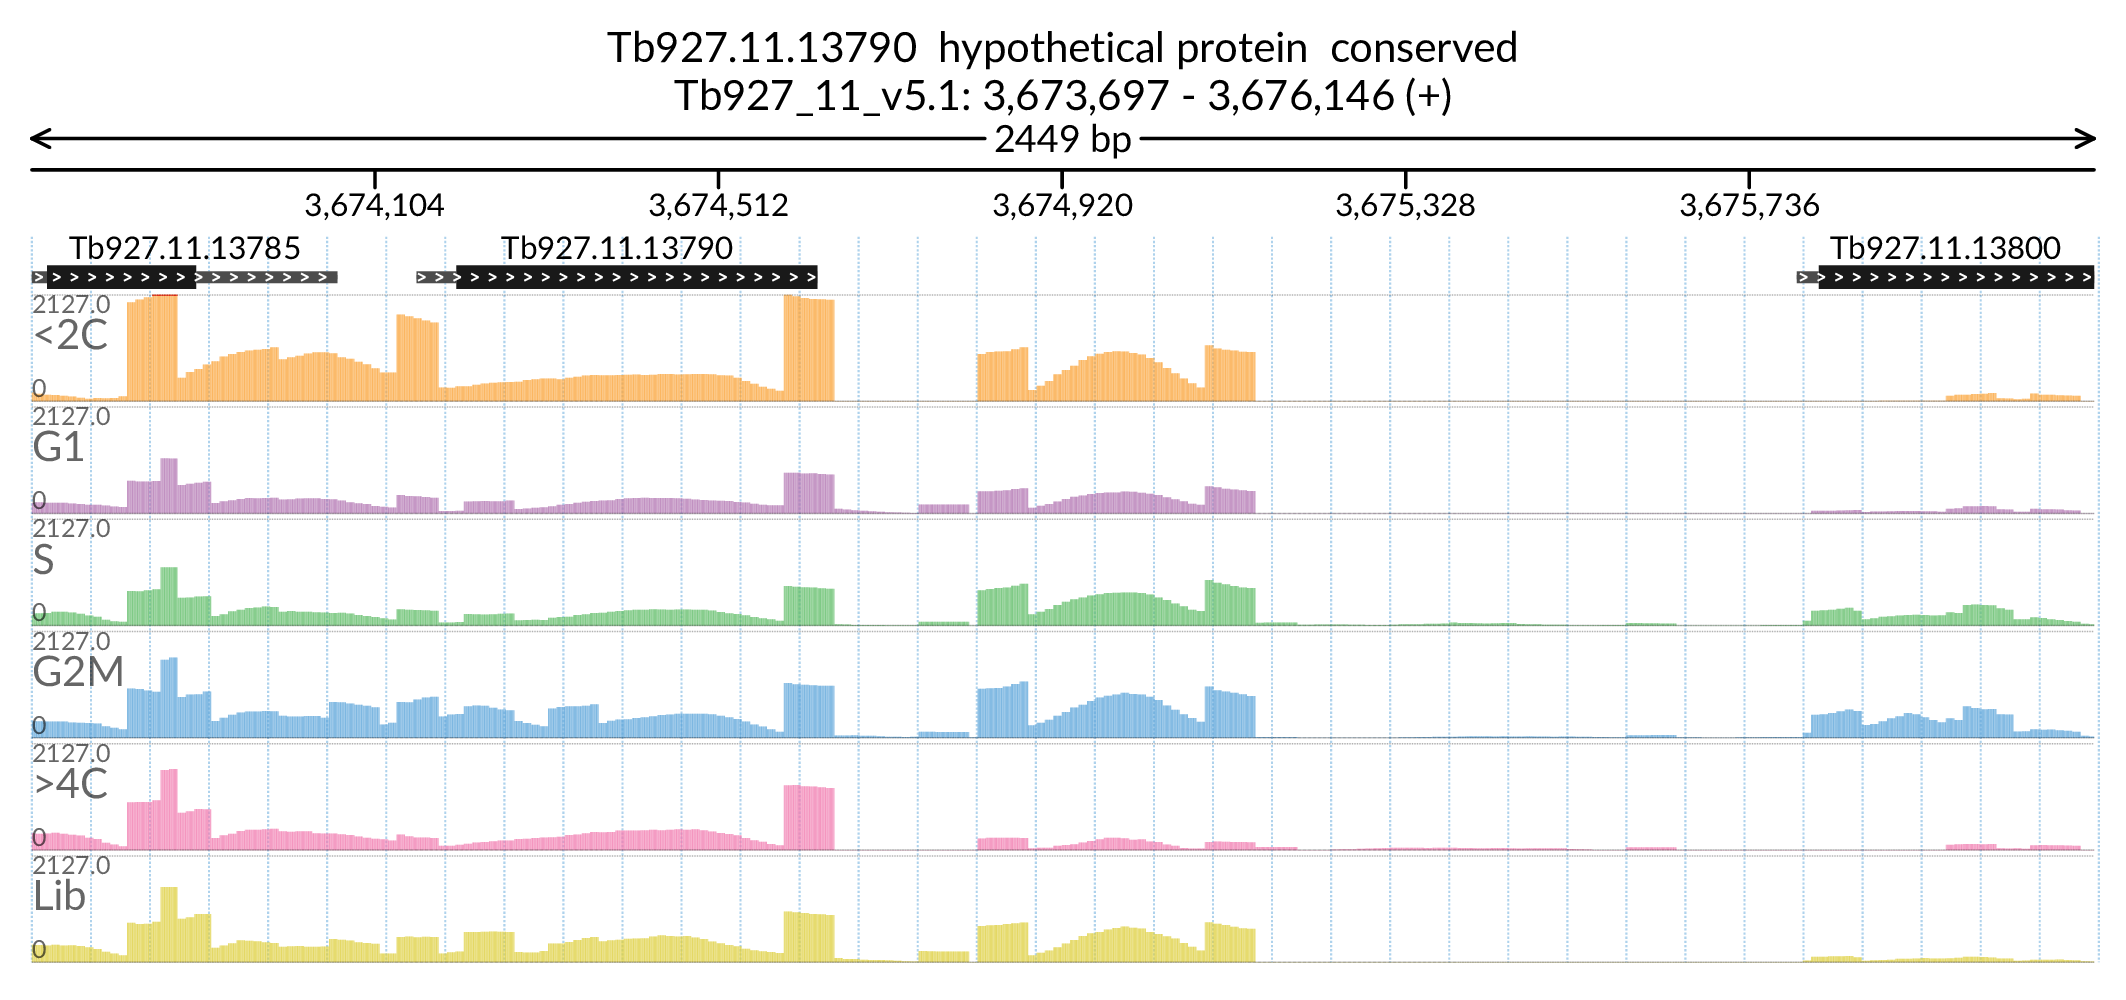 Tb927.11.13790 hypothetical protein conserved
Tb927_11_v5.1: 3,673,697 - 3,676,146 (+)
2449 bp
3,674,104 3,674,512 3,674,920 3,675,328 3,675,736
Tb927.11.13785 Tb927.11.13790 Tb927.11.13800
2127.0
<2C
0
2127.0
G1
0
2127.0
S
0
2127.0
G2M
0
2127.0
>4C
0
2127.0
Lib
0